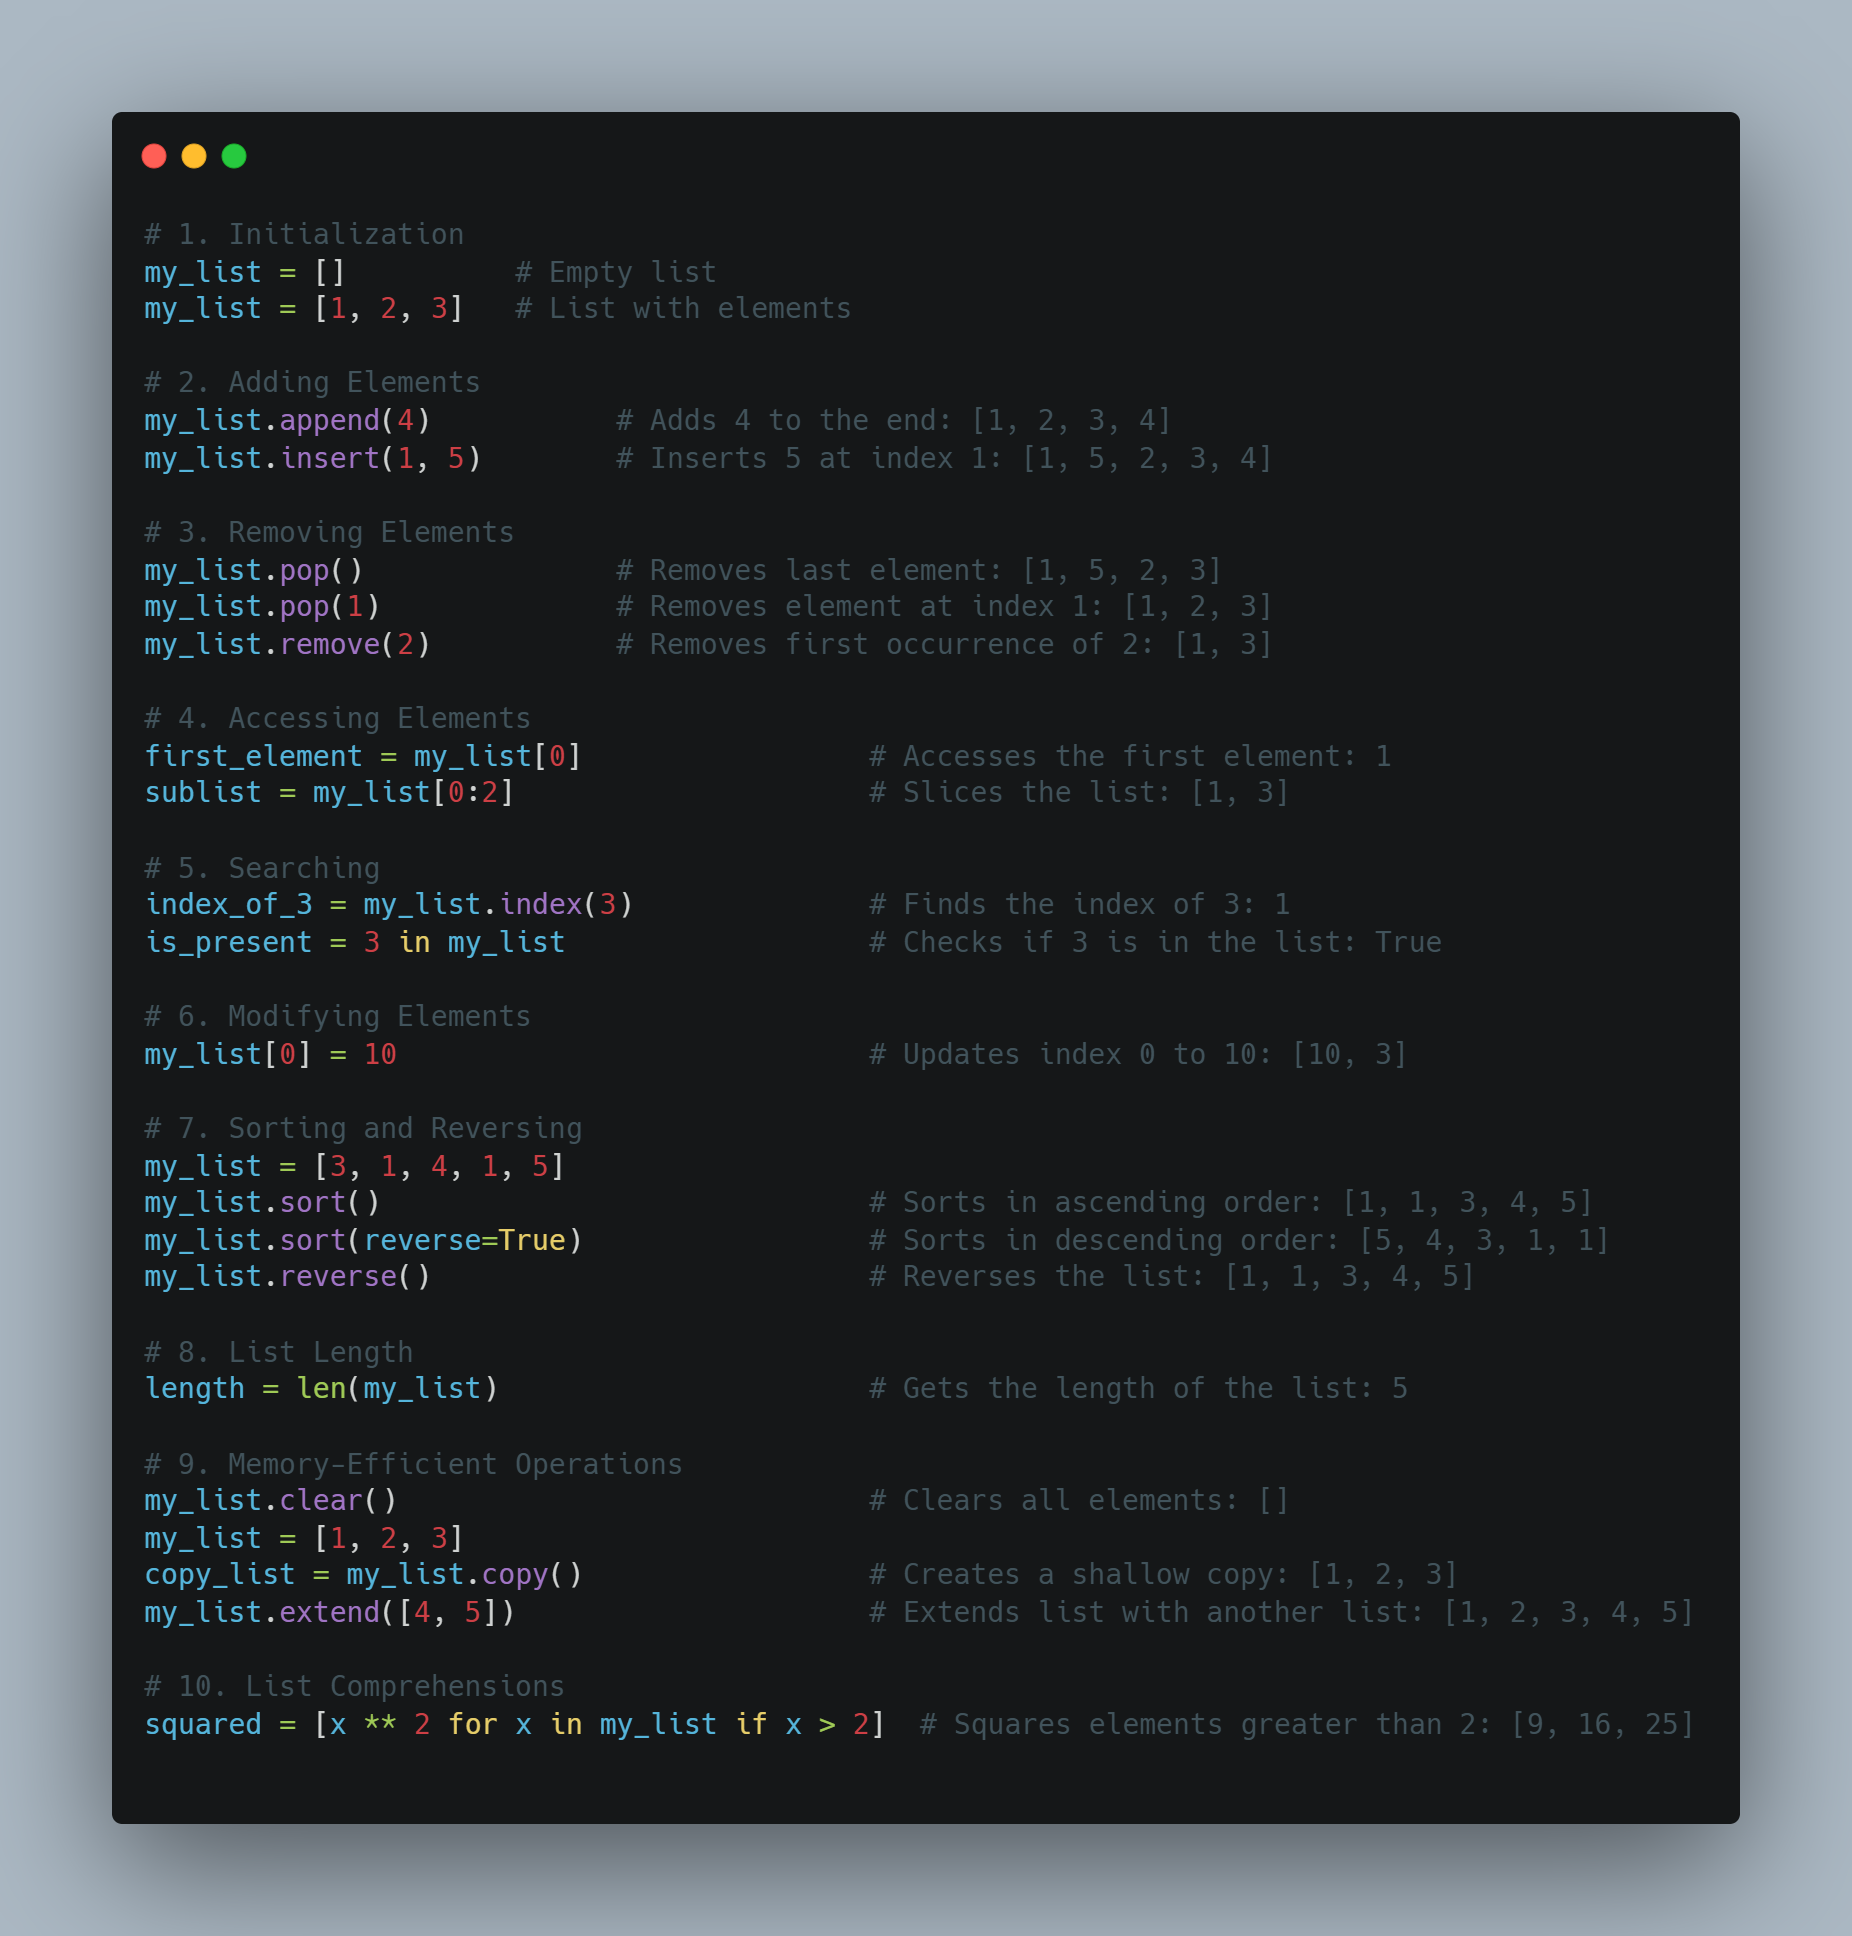 # 1. Initialization
my_list = []          # Empty list
my_list = [1, 2, 3]   # List with elements

# 2. Adding Elements
my_list.append(4)           # Adds 4 to the end: [1, 2, 3, 4]
my_list.insert(1, 5)        # Inserts 5 at index 1: [1, 5, 2, 3, 4]

# 3. Removing Elements
my_list.pop()               # Removes last element: [1, 5, 2, 3]
my_list.pop(1)              # Removes element at index 1: [1, 2, 3]
my_list.remove(2)           # Removes first occurrence of 2: [1, 3]

# 4. Accessing Elements
first_element = my_list[0]                 # Accesses the first element: 1
sublist = my_list[0:2]                     # Slices the list: [1, 3]

# 5. Searching
index_of_3 = my_list.index(3)              # Finds the index of 3: 1
is_present = 3 in my_list                  # Checks if 3 is in the list: True

# 6. Modifying Elements
my_list[0] = 10                            # Updates index 0 to 10: [10, 3]

# 7. Sorting and Reversing
my_list = [3, 1, 4, 1, 5]
my_list.sort()                             # Sorts in ascending order: [1, 1, 3, 4, 5]
my_list.sort(reverse=True)                 # Sorts in descending order: [5, 4, 3, 1, 1]
my_list.reverse()                          # Reverses the list: [1, 1, 3, 4, 5]

# 8. List Length
length = len(my_list)                      # Gets the length of the list: 5

# 9. Memory-Efficient Operations
my_list.clear()                            # Clears all elements: []
my_list = [1, 2, 3]
copy_list = my_list.copy()                 # Creates a shallow copy: [1, 2, 3]
my_list.extend([4, 5])                     # Extends list with another list: [1, 2, 3, 4, 5]

# 10. List Comprehensions
squared = [x ** 2 for x in my_list if x > 2]  # Squares elements greater than 2: [9, 16, 25]